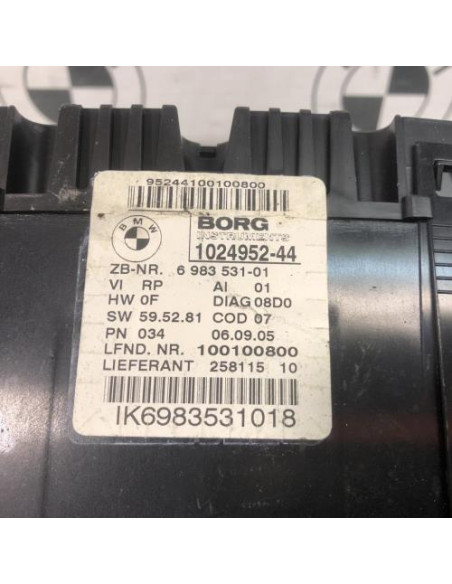 95244100100800
BMW
BORG
INSTRUMENTS
1024952-44
ZB-NR. 6 983 531-01
VI RP AI 01
HW 0F DIAG 08D0
SW 59.52.81 COD 07
PN 034 06.09.05
LFND. NR. 100100800
LIEFERANT 258115 10
IK6983531018